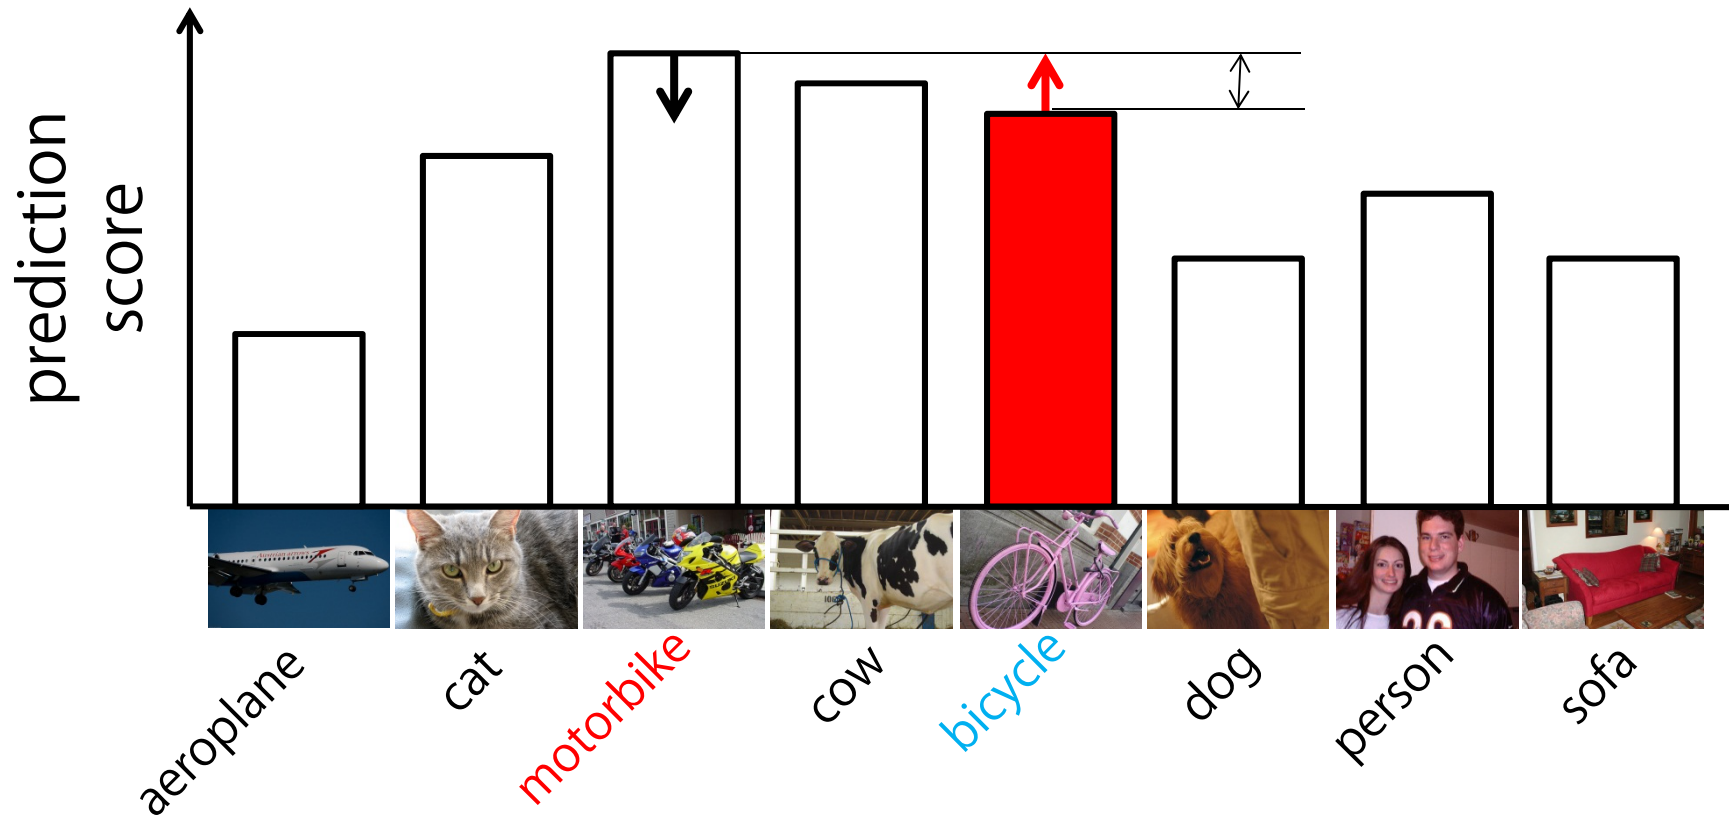 prediction
score
aeroplane
cat
motorbike
cow
bicycle
dog
person
sofa